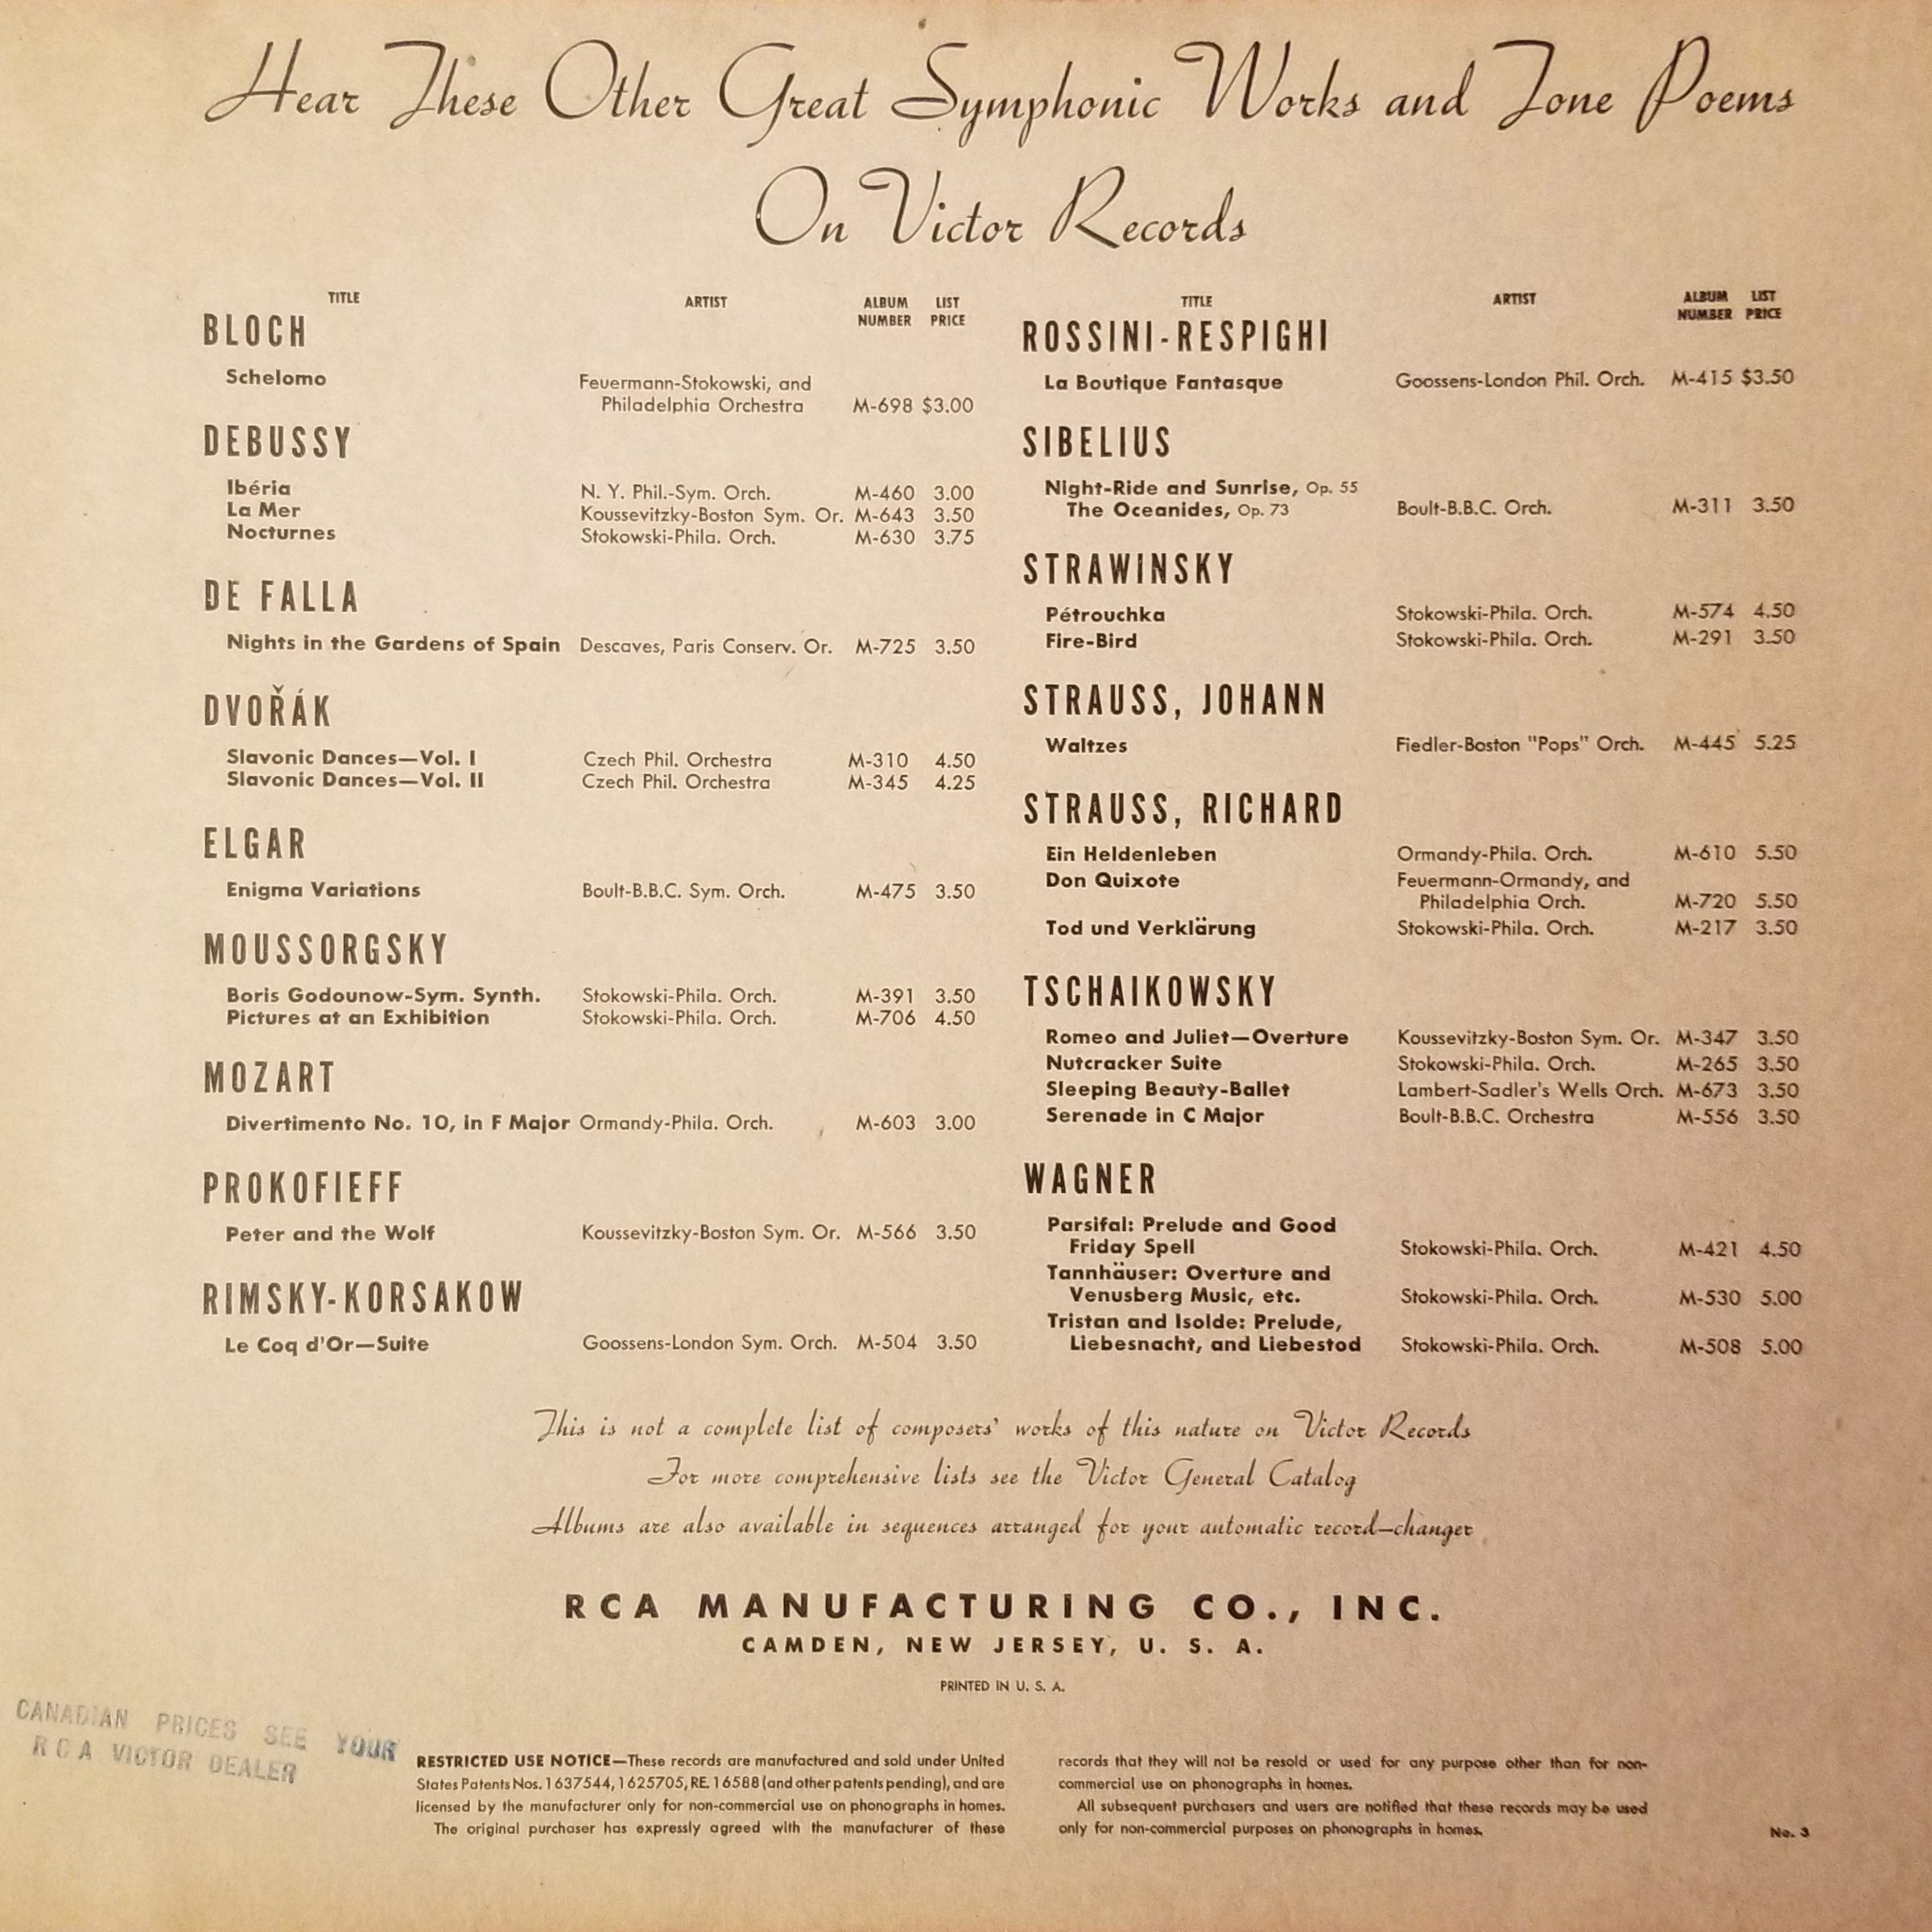 Hear These Other Great Symphonic Works and Tone Poems
On Victor Records
TITLE ARTIST ALBUM NUMBER LIST PRICE
BLOCH
Schelomo Feuermann-Stokowski, and
Philadelphia Orchestra M-698 $3.00
DEBUSSY
Ibéria N. Y. Phil.-Sym. Orch. M-460 3.00
La Mer Koussevitzky-Boston Sym. Or. M-643 3.50
Nocturnes Stokowski-Phila. Orch. M-630 3.75
DE FALLA
Nights in the Gardens of Spain Descaves, Paris Conserv. Or. M-725 3.50
DVOŘÁK
Slavonic Dances—Vol. I Czech Phil. Orchestra M-310 4.50
Slavonic Dances—Vol. II Czech Phil. Orchestra M-345 4.25
ELGAR
Enigma Variations Boult-B.B.C. Sym. Orch. M-475 3.50
MOUSSORGSKY
Boris Godounow-Sym. Synth. Stokowski-Phila. Orch. M-391 3.50
Pictures at an Exhibition Stokowski-Phila. Orch. M-706 4.50
MOZART
Divertimento No. 10, in F Major Ormandy-Phila. Orch. M-603 3.00
PROKOFIEFF
Peter and the Wolf Koussevitzky-Boston Sym. Or. M-566 3.50
RIMSKY-KORSAKOW
Le Coq d'Or—Suite Goossens-London Sym. Orch. M-504 3.50
TITLE ARTIST ALBUM NUMBER LIST PRICE
ROSSINI-RESPIGHI
La Boutique Fantasque Goossens-London Phil. Orch. M-415 $3.50
SIBELIUS
Night-Ride and Sunrise, Op. 55
The Oceanides, Op. 73 Boult-B.B.C. Orch. M-311 3.50
STRAWINSKY
Pétrouchka Stokowski-Phila. Orch. M-574 4.50
Fire-Bird Stokowski-Phila. Orch. M-291 3.50
STRAUSS, JOHANN
Waltzes Fiedler-Boston "Pops" Orch. M-445 5.25
STRAUSS, RICHARD
Ein Heldenleben Ormandy-Phila. Orch. M-610 5.50
Don Quixote Feuermann-Ormandy, and
Philadelphia Orch. M-720 5.50
Tod und Verklärung Stokowski-Phila. Orch. M-217 3.50
TSCHAIKOWSKY
Romeo and Juliet—Overture Koussevitzky-Boston Sym. Or. M-347 3.50
Nutcracker Suite Stokowski-Phila. Orch. M-265 3.50
Sleeping Beauty-Ballet Lambert-Sadler's Wells Orch. M-673 3.50
Serenade in C Major Boult-B.B.C. Orchestra M-556 3.50
WAGNER
Parsifal: Prelude and Good
Friday Spell Stokowski-Phila. Orch. M-421 4.50
Tannhäuser: Overture and
Venusberg Music, etc. Stokowski-Phila. Orch. M-530 5.00
Tristan and Isolde: Prelude,
Liebesnacht, and Liebestod Stokowski-Phila. Orch. M-508 5.00
This is not a complete list of composers' works of this nature on Victor Records
For more comprehensive lists see the Victor General Catalog
Albums are also available in sequences arranged for your automatic record—changer
RCA MANUFACTURING CO., INC.
CAMDEN, NEW JERSEY, U. S. A.
PRINTED IN U. S. A.
CANADIAN PRICES SEE YOUR
RCA VICTOR DEALER
RESTRICTED USE NOTICE—These records are manufactured and sold under United
States Patents Nos. 1637544, 1625705, RE. 16588 (and other patents pending), and are
licensed by the manufacturer only for non-commercial use on phonographs in homes.
The original purchaser has expressly agreed with the manufacturer of these
records that they will not be resold or used for any purpose other than for non-
commercial use on phonographs in homes.
All subsequent purchasers and users are notified that these records may be used
only for non-commercial purposes on phonographs in homes.
No. 3